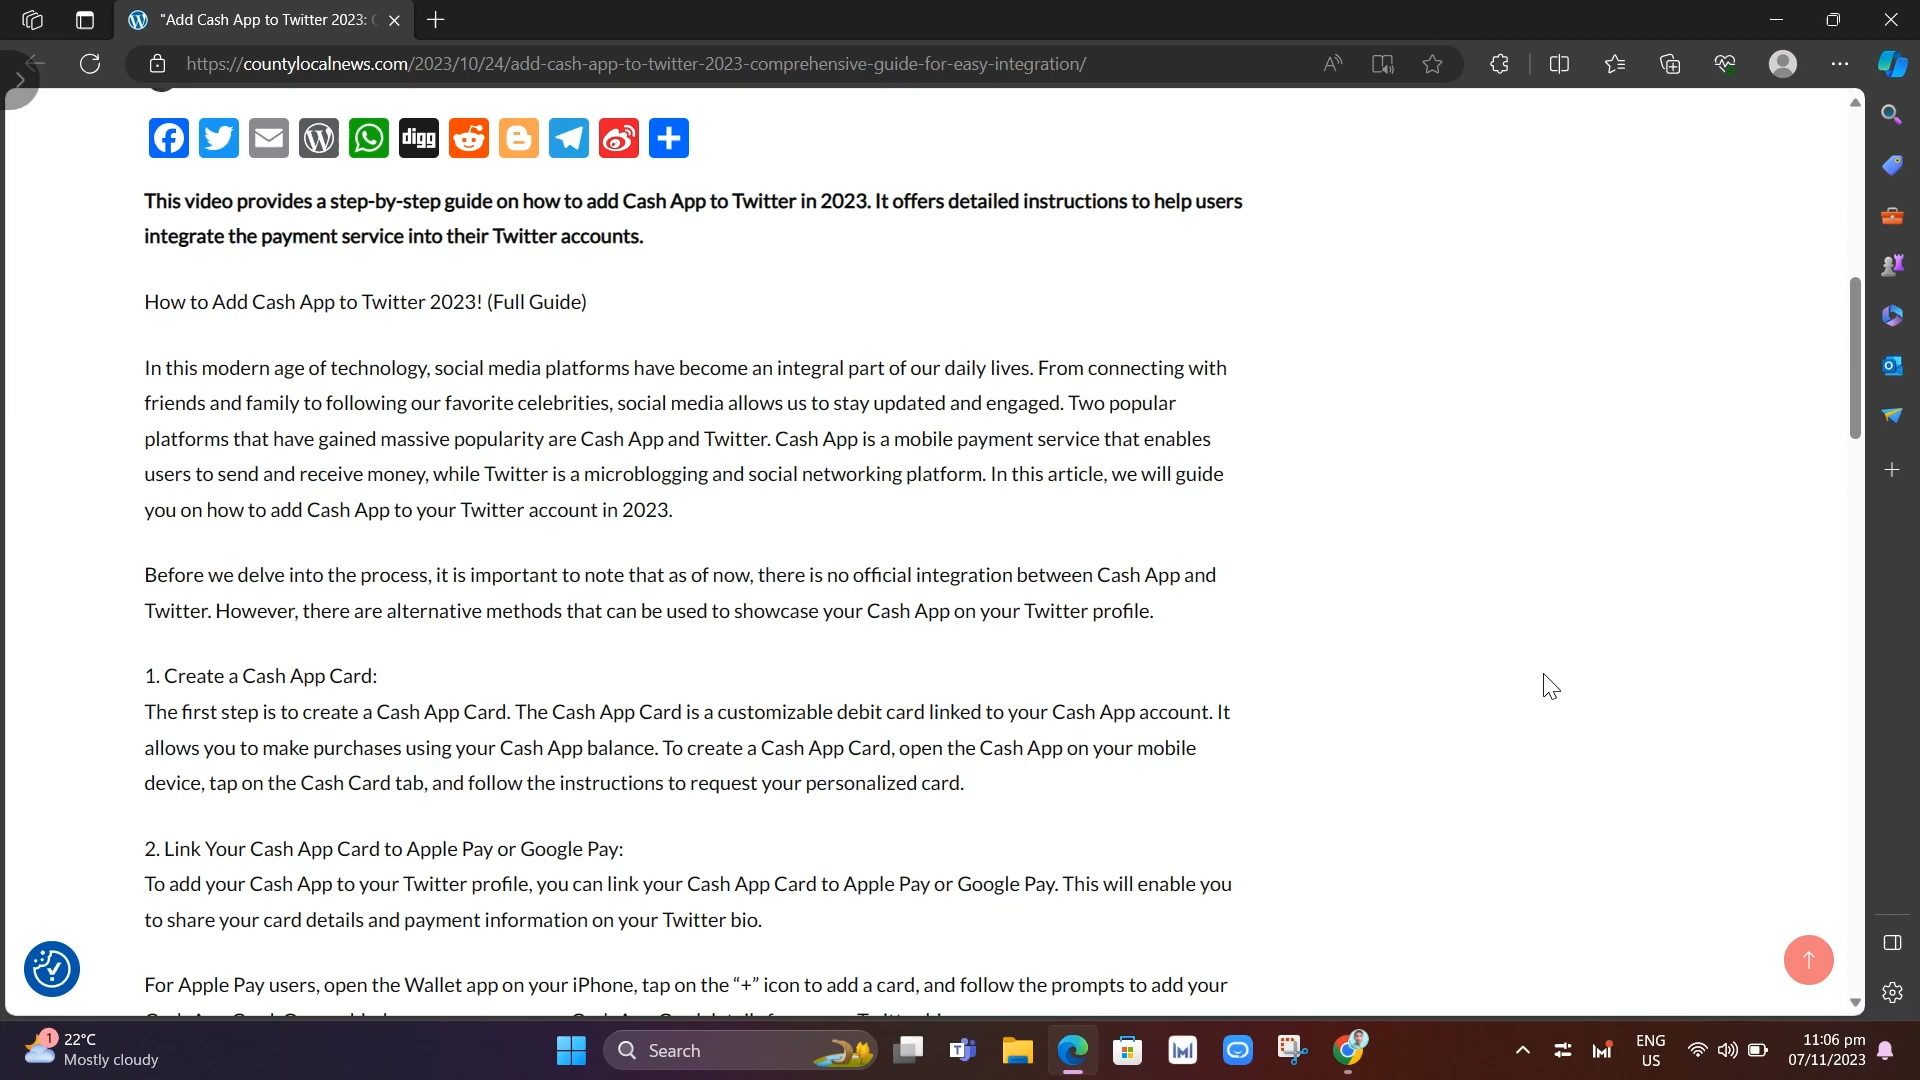 "Add Cash App to Twitter 2023:
https://countylocalnews.com/2023/10/24/add-cash-app-to-twitter-2023-comprehensive-guide-for-easy-integration/
digg
This video provides a step-by-step guide on how to add Cash App to Twitter in 2023. It offers detailed instructions to help users
integrate the payment service into their Twitter accounts.
How to Add Cash App to Twitter 2023! (Full Guide)
In this modern age of technology, social media platforms have become an integral part of our daily lives. From connecting with
friends and family to following our favorite celebrities, social media allows us to stay updated and engaged. Two popular
platforms that have gained massive popularity are Cash App and Twitter. Cash App is a mobile payment service that enables
users to send and receive money, while Twitter is a microblogging and social networking platform. In this article, we will guide
you on how to add Cash App to your Twitter account in 2023.
Before we delve into the process, it is important to note that as of now, there is no official integration between Cash App and
Twitter. However, there are alternative methods that can be used to showcase your Cash App on your Twitter profile.
1. Create a Cash App Card:
The first step is to create a Cash App Card. The Cash App Card is a customizable debit card linked to your Cash App account. It
allows you to make purchases using your Cash App balance. To create a Cash App Card, open the Cash App on your mobile
device, tap on the Cash Card tab, and follow the instructions to request your personalized card.
2. Link Your Cash App Card to Apple Pay or Google Pay:
To add your Cash App to your Twitter profile, you can link your Cash App Card to Apple Pay or Google Pay. This will enable you
to share your card details and payment information on your Twitter bio.
For Apple Pay users, open the Wallet app on your iPhone, tap on the “+” icon to add a card, and follow the prompts to add your
1
22°C
Mostly cloudy
Search
ENG
US
11:06 pm
07/11/2023